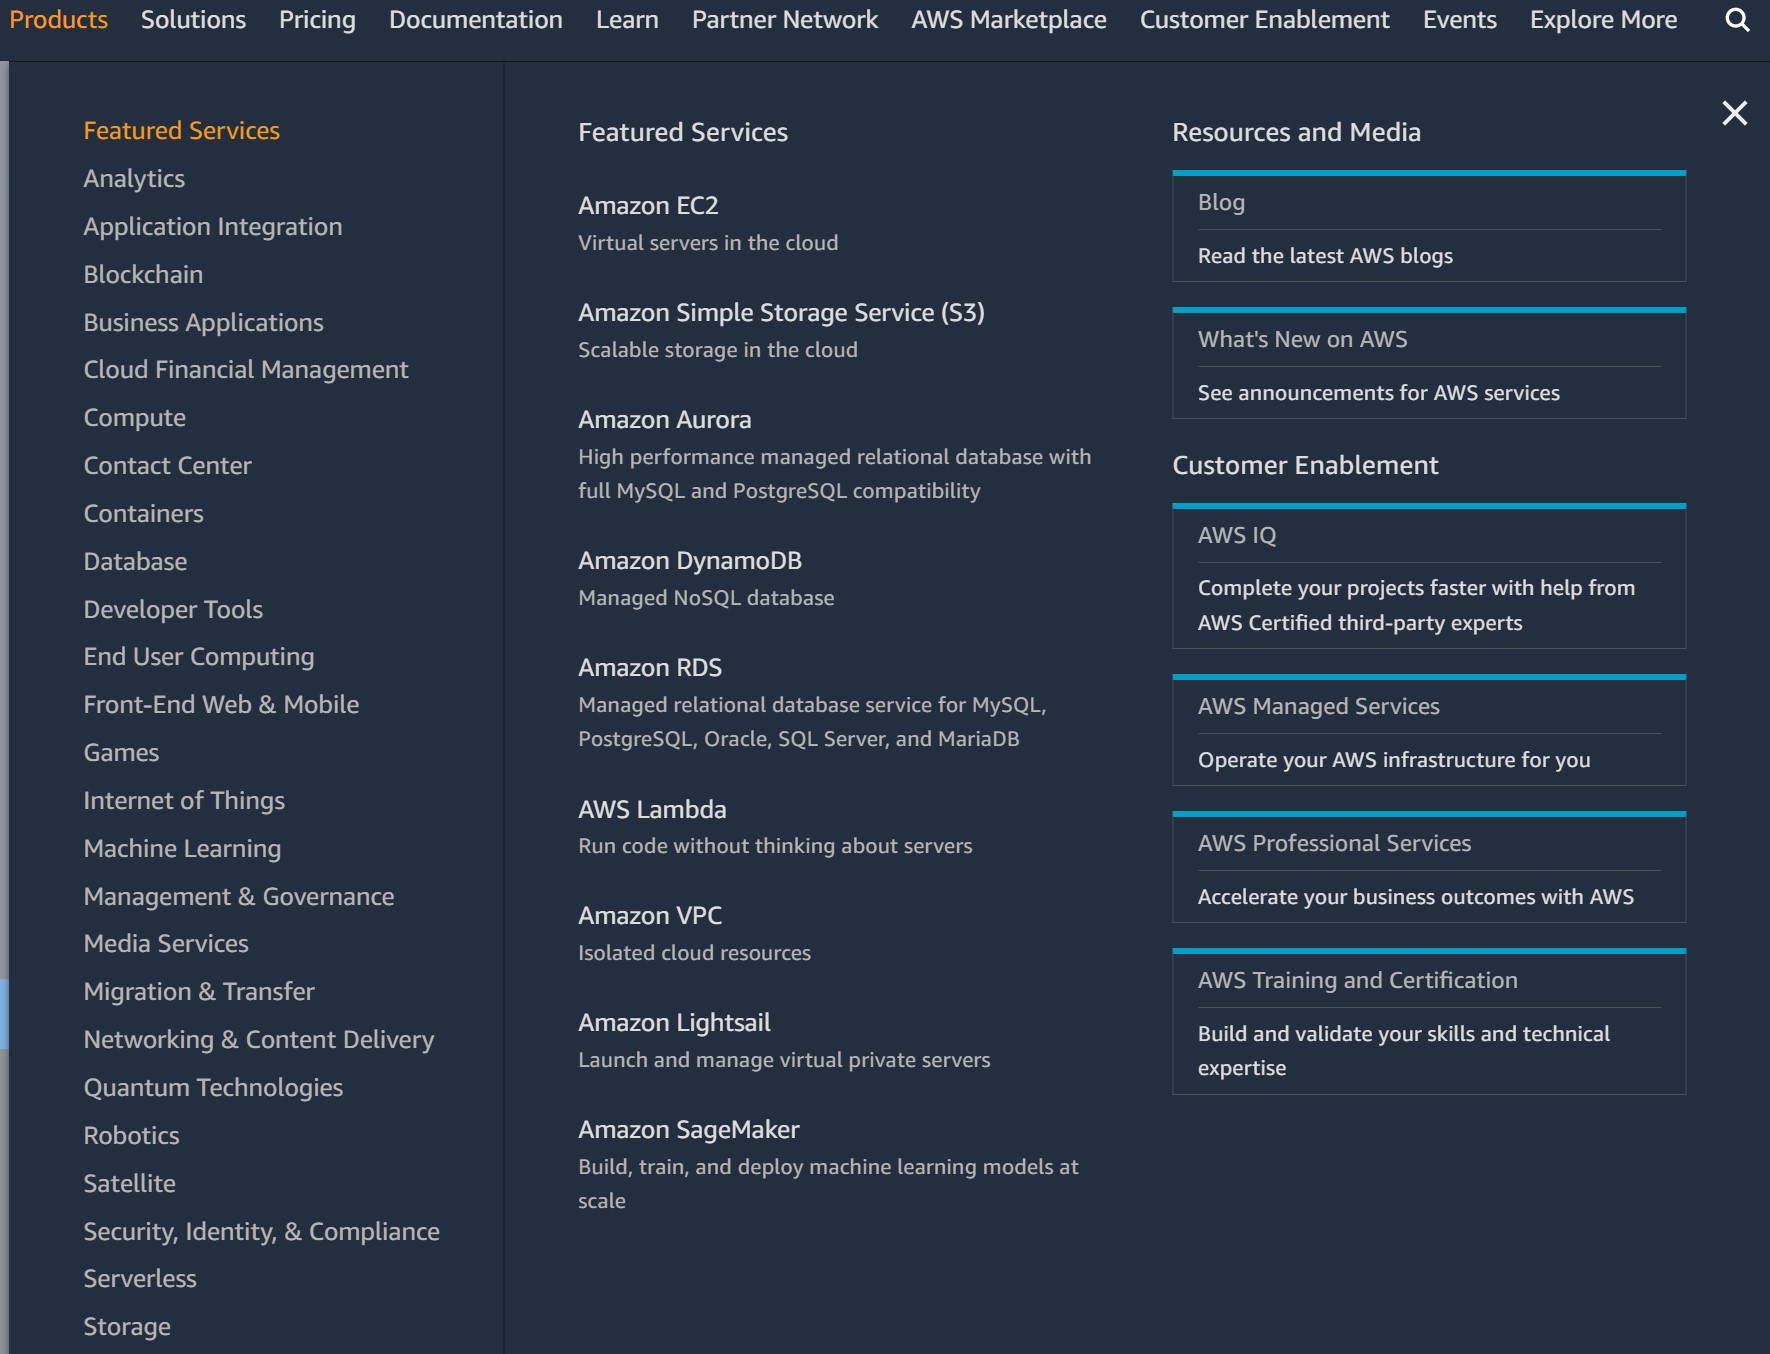 Products Solutions Pricing Documentation Learn Partner Network AWS Marketplace Customer Enablement Events Explore More
Featured Services
Analytics
Application Integration
Blockchain
Business Applications
Cloud Financial Management
Compute
Contact Center
Containers
Database
Developer Tools
End User Computing
Front-End Web & Mobile
Games
Internet of Things
Machine Learning
Management & Governance
Media Services
Migration & Transfer
Networking & Content Delivery
Quantum Technologies
Robotics
Satellite
Security, Identity, & Compliance
Serverless
Storage
Featured Services
Amazon EC2
Virtual servers in the cloud
Amazon Simple Storage Service (S3)
Scalable storage in the cloud
Amazon Aurora
High performance managed relational database with
full MySQL and PostgreSQL compatibility
Amazon DynamoDB
Managed NoSQL database
Amazon RDS
Managed relational database service for MySQL,
PostgreSQL, Oracle, SQL Server, and MariaDB
AWS Lambda
Run code without thinking about servers
Amazon VPC
Isolated cloud resources
Amazon Lightsail
Launch and manage virtual private servers
Amazon SageMaker
Build, train, and deploy machine learning models at
scale
Resources and Media
Blog
Read the latest AWS blogs
What's New on AWS
See announcements for AWS services
Customer Enablement
AWS IQ
Complete your projects faster with help from
AWS Certified third-party experts
AWS Managed Services
Operate your AWS infrastructure for you
AWS Professional Services
Accelerate your business outcomes with AWS
AWS Training and Certification
Build and validate your skills and technical
expertise